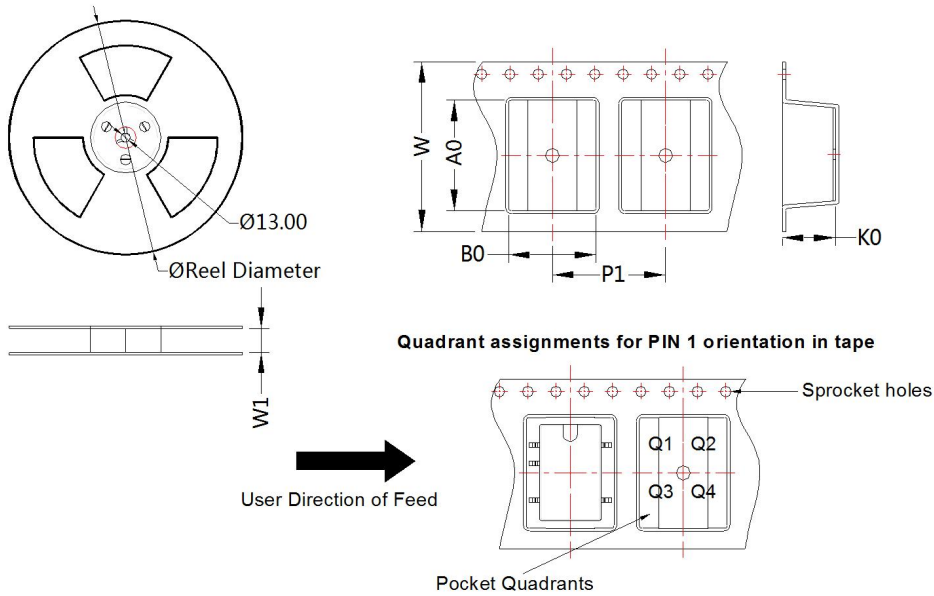 Ø13.00
ØReel Diameter
W1
W
A0
B0
P1
K0
Quadrant assignments for PIN 1 orientation in tape
Sprocket holes
User Direction of Feed
Q1 Q2
Q3 Q4
Pocket Quadrants